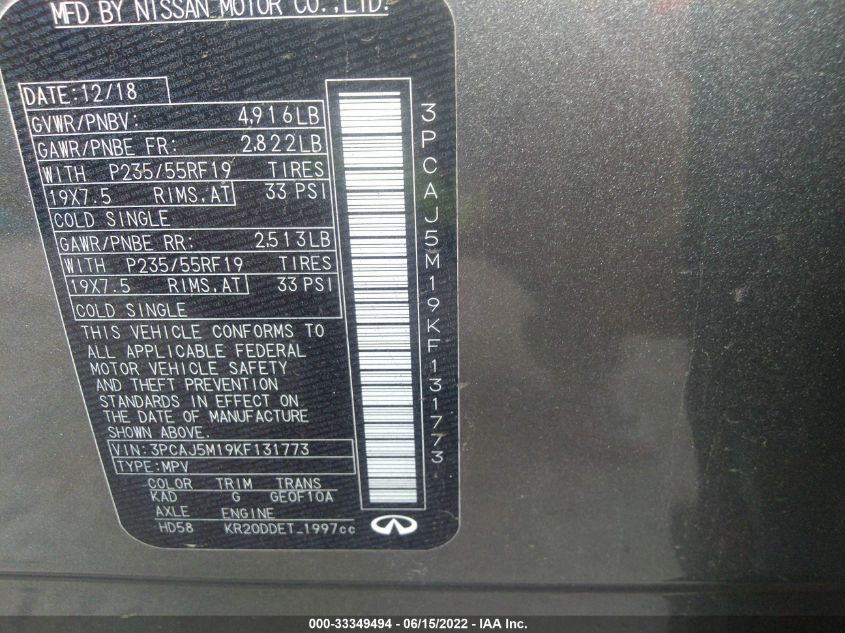 MFD BY NISSAN MOTOR CO.,LTD.
DATE:12/18
GVWR/PNBV: 4,916LB
GAWR/PNBE FR: 2,822LB
WITH P235/55RF19 TIRES
19X7.5 RIMS,AT 33 PSI
COLD SINGLE
GAWR/PNBE RR: 2,513LB
WITH P235/55RF19 TIRES
19X7.5 RIMS,AT 33 PSI
COLD SINGLE
THIS VEHICLE CONFORMS TO
ALL APPLICABLE FEDERAL
MOTOR VEHICLE SAFETY
AND THEFT PREVENTION
STANDARDS IN EFFECT ON
THE DATE OF MANUFACTURE
SHOWN ABOVE.
VIN:3PCAJ5M19KF131773
TYPE:MPV
COLOR TRIM TRANS
KAD G GE0F10A
AXLE ENGINE
HD58 KR20DDET_1997cc
3PCAJ5M19KF131773
000-33349494 - 06/15/2022 - IAA Inc.